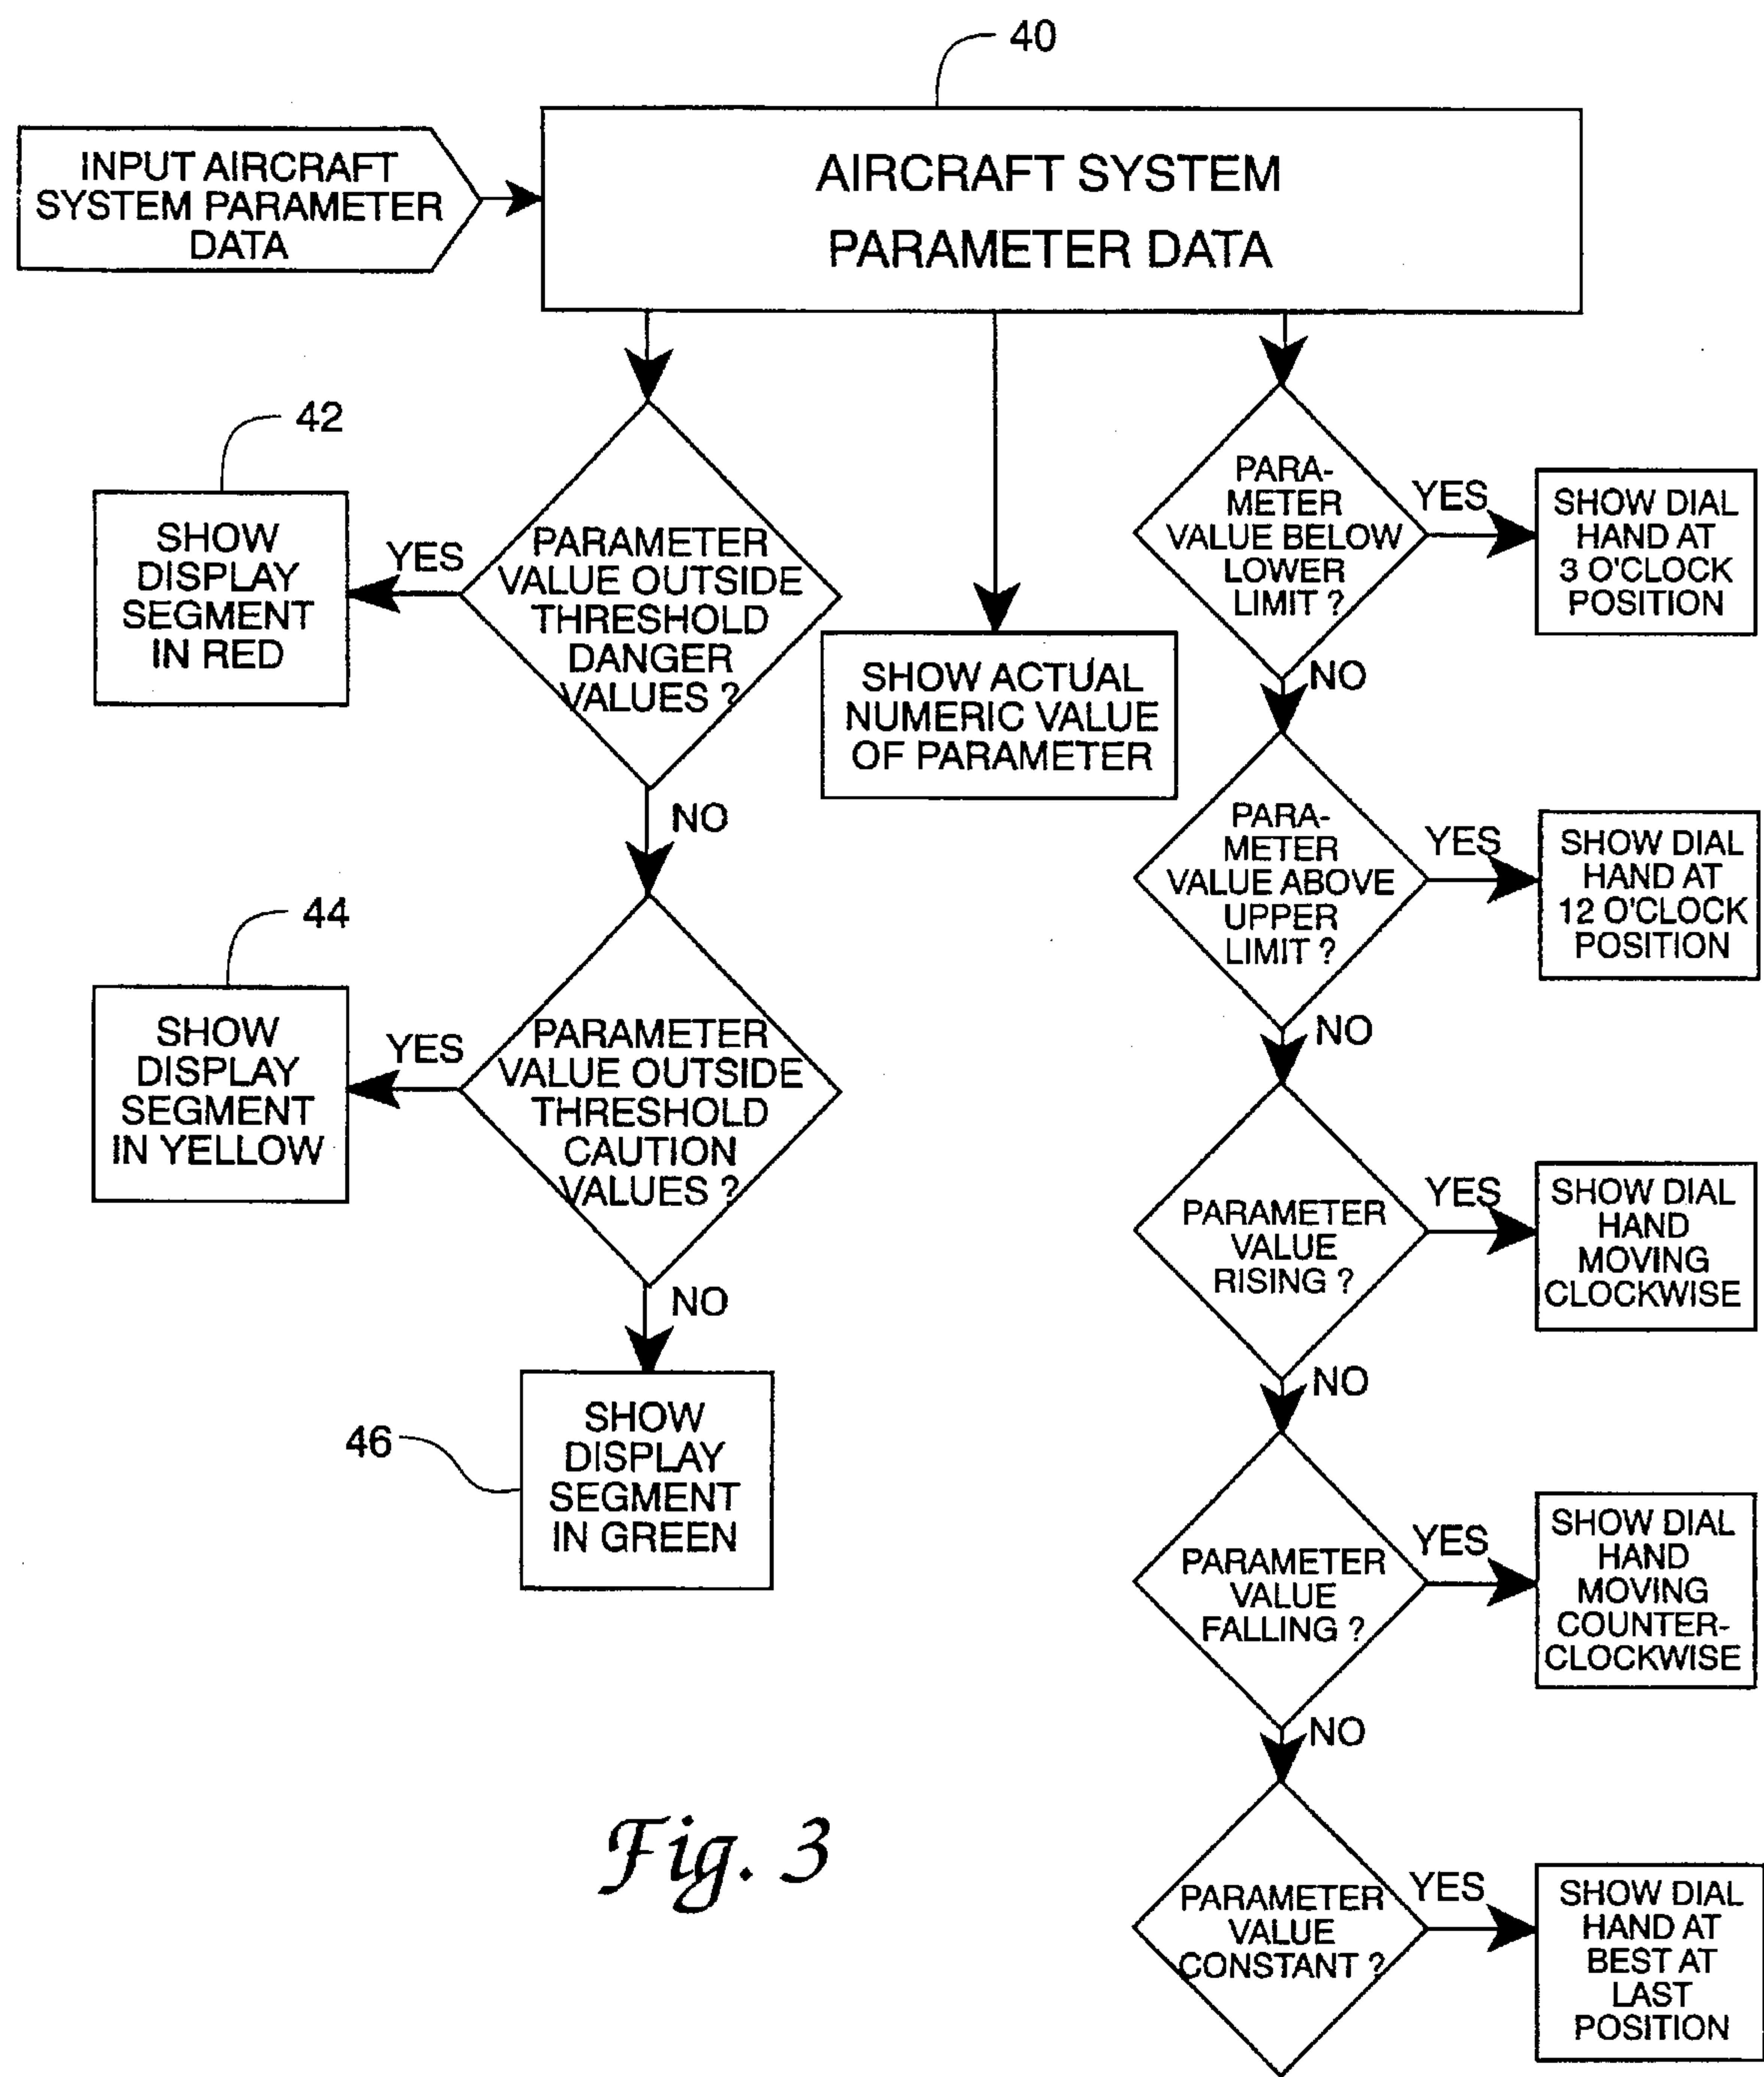 40
INPUT AIRCRAFT
SYSTEM PARAMETER
DATA
AIRCRAFT SYSTEM
PARAMETER DATA
42
SHOW
DISPLAY
SEGMENT
IN RED
YES
PARAMETER
VALUE OUTSIDE
THRESHOLD
DANGER
VALUES ?
NO
44
SHOW
DISPLAY
SEGMENT
IN YELLOW
YES
PARAMETER
VALUE OUTSIDE
THRESHOLD
CAUTION
VALUES ?
NO
46
SHOW
DISPLAY
SEGMENT
IN GREEN
SHOW ACTUAL
NUMERIC VALUE
OF PARAMETER
PARA-
METER
VALUE BELOW
LOWER
LIMIT ?
YES
SHOW DIAL
HAND AT
3 O'CLOCK
POSITION
NO
PARA-
METER
VALUE ABOVE
UPPER
LIMIT ?
YES
SHOW DIAL
HAND AT
12 O'CLOCK
POSITION
NO
PARAMETER
VALUE
RISING ?
YES
SHOW DIAL
HAND
MOVING
CLOCKWISE
NO
PARAMETER
VALUE
FALLING ?
YES
SHOW DIAL
HAND
MOVING
COUNTER-
CLOCKWISE
NO
PARAMETER
VALUE
CONSTANT ?
YES
SHOW DIAL
HAND AT
BEST AT
LAST
POSITION
Fig. 3